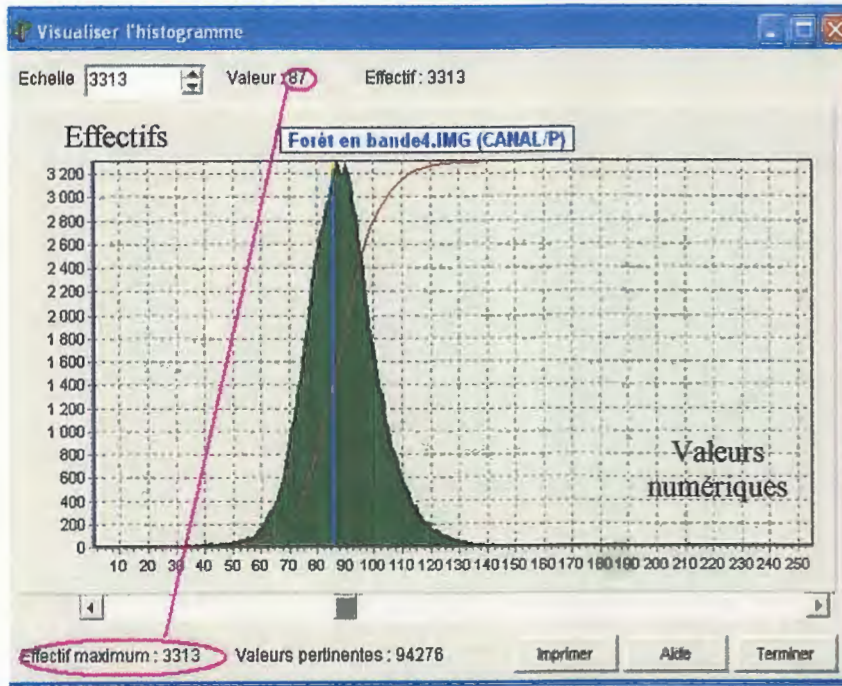 Visualiser l'histogramme
Echelle 3313 Valeur : 87 Effectif : 3313
Effectifs
Forêt en bande4.IMG (CANAL/P)
3 200
3 000
2 800
2 600
2 400
2 200
2 000
1 800
1 600
1 400
1 200
1 000
800
600
400
200
0
Valeurs
numériques
10 20 30 40 50 60 70 80 90 100 110 120 130 140 150 160 170 180 190 200 210 220 230 240 250
Effectif maximum : 3313 Valeurs pertinentes : 94276 Imprimer Aide Terminer